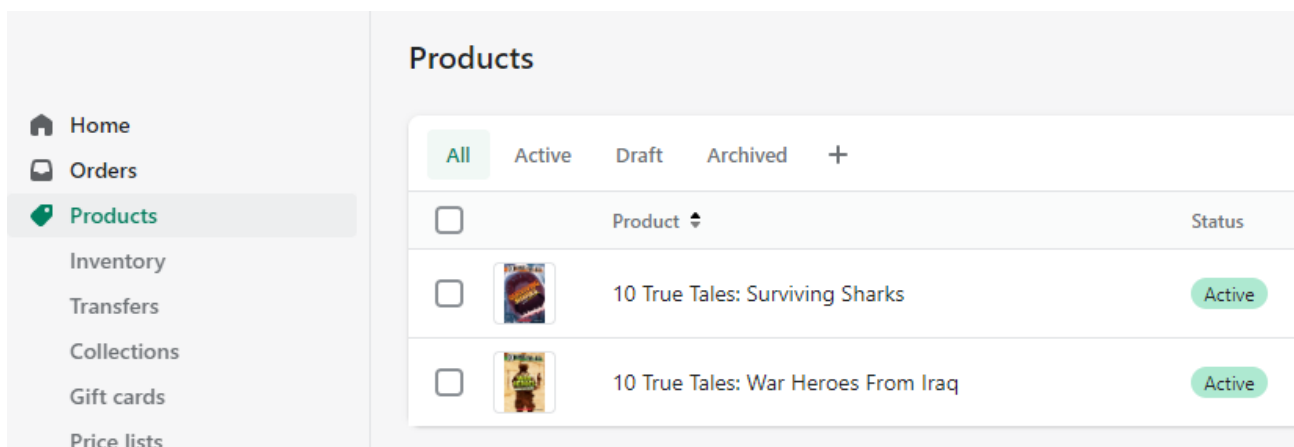 Products
Home
Orders
Products
Inventory
Transfers
Collections
Gift cards
Price lists
All Active Draft Archived +
Product Status
10 True Tales: Surviving Sharks Active
10 True Tales: War Heroes From Iraq Active